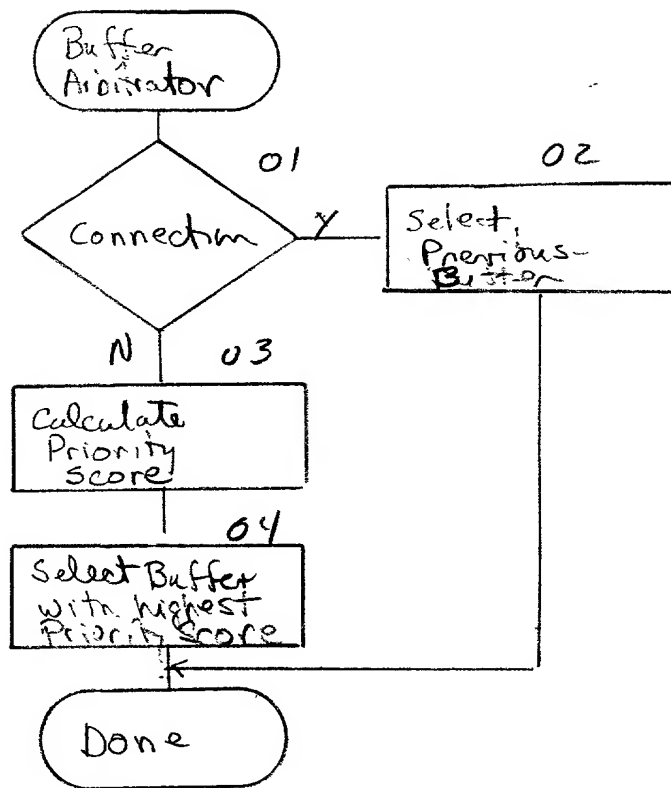 Buffer
Arbitrator
01
02
Connection
Y
Select
Previous-
Buffer
N
03
Calculate
Priority
score
04
Select Buffer
with highest
Priority Score
Done